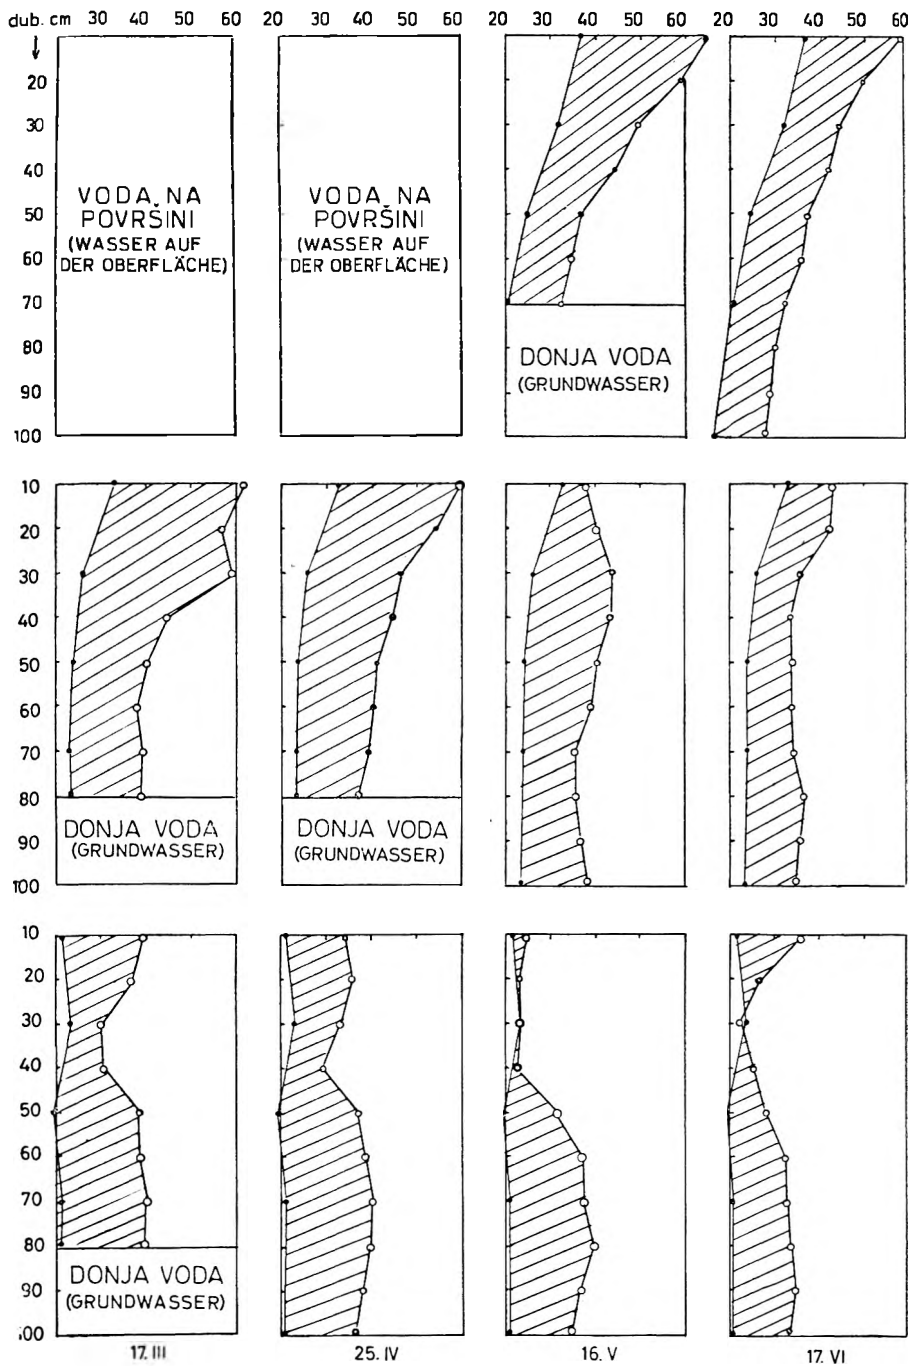 dub. cm 30 40 50 60 20 30 40 50 60 20 30 40 50 60 20 30 40 50 60
20
30
40
50
60
70
80
90
100
VODA NA
POVRŠINI
(WASSER AUF
DER OBERFLÄCHE)
VODA NA
POVRŠINI
(WASSER AUF
DER OBERFLÄCHE)
DONJA VODA
(GRUNDWASSER)
10
20
30
40
50
60
70
80
90
100
DONJA VODA
(GRUNDWASSER)
DONJA VODA
(GRUNDWASSER)
10
20
30
40
50
60
70
80
90
100
DONJA VODA
(GRUNDWASSER)
17. III 25. IV 16. V 17. VI